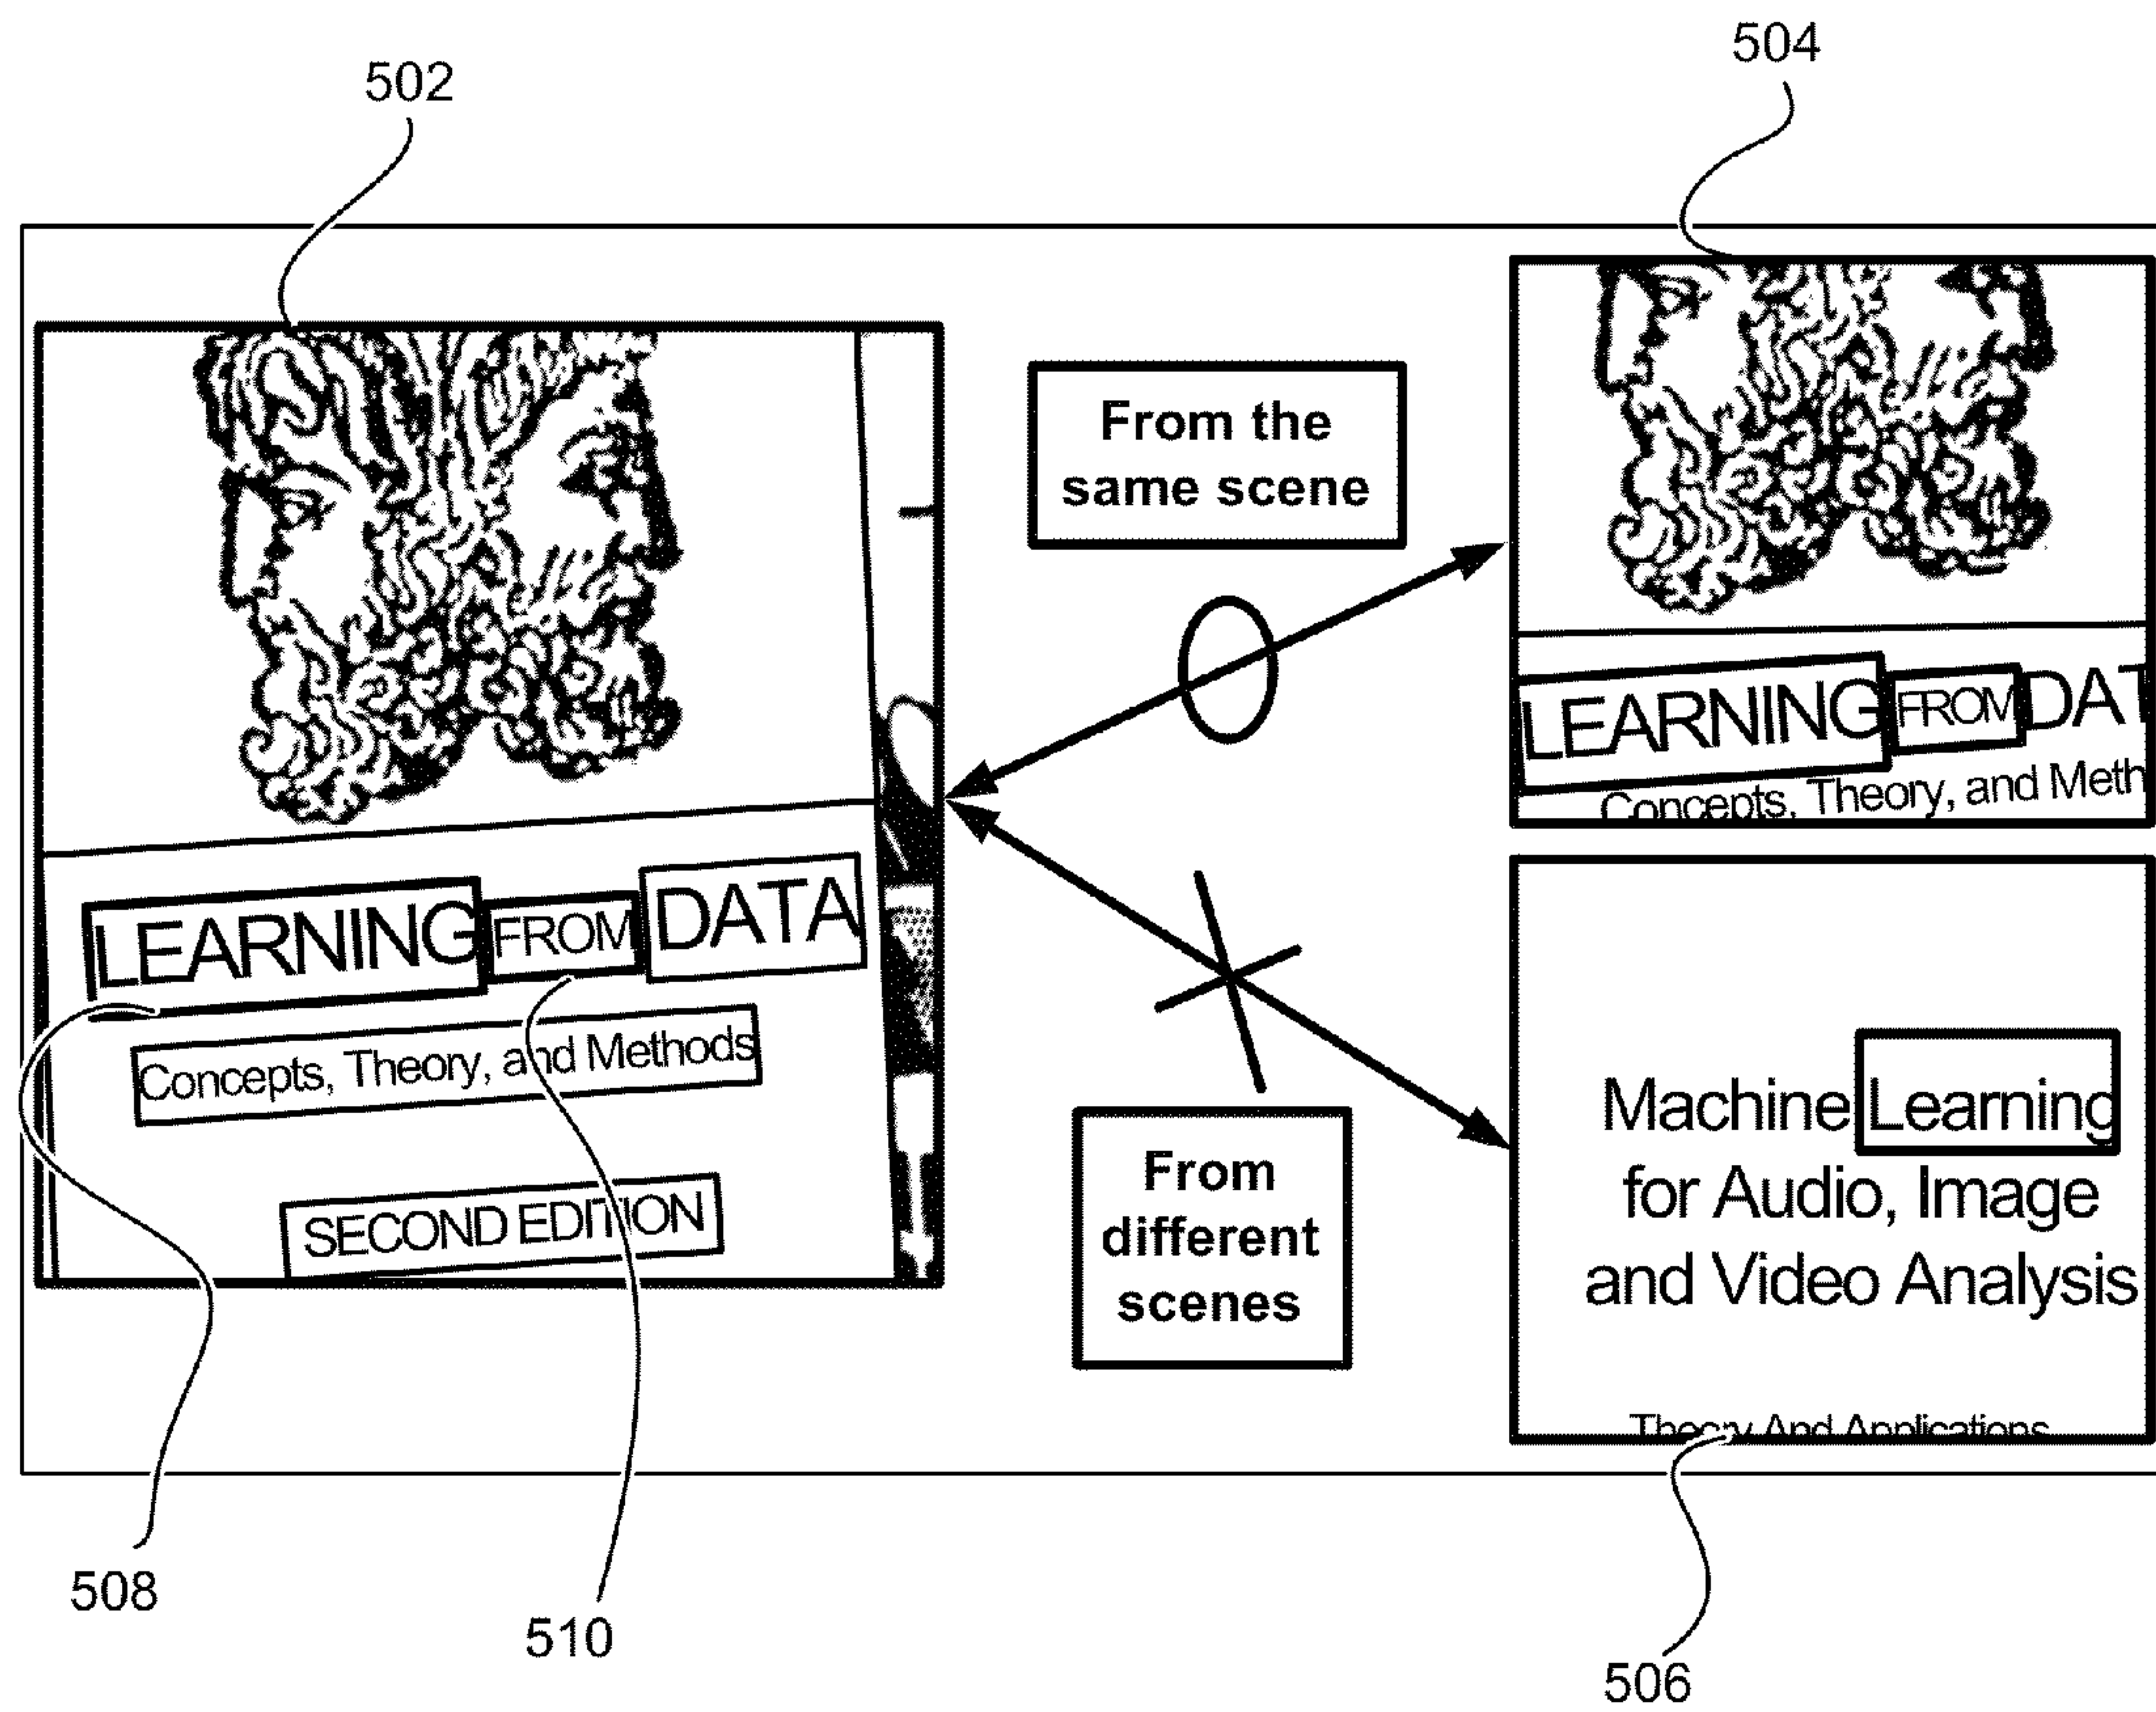 502
504
From the
same scene
LEARNING FROM DAT
Concepts, Theory, and Meth
LEARNING FROM DATA
Concepts, Theory, and Methods
SECOND EDITION
From
different
scenes
Machine Learning
for Audio, Image
and Video Analysis
Theory And Applications
508
510
506